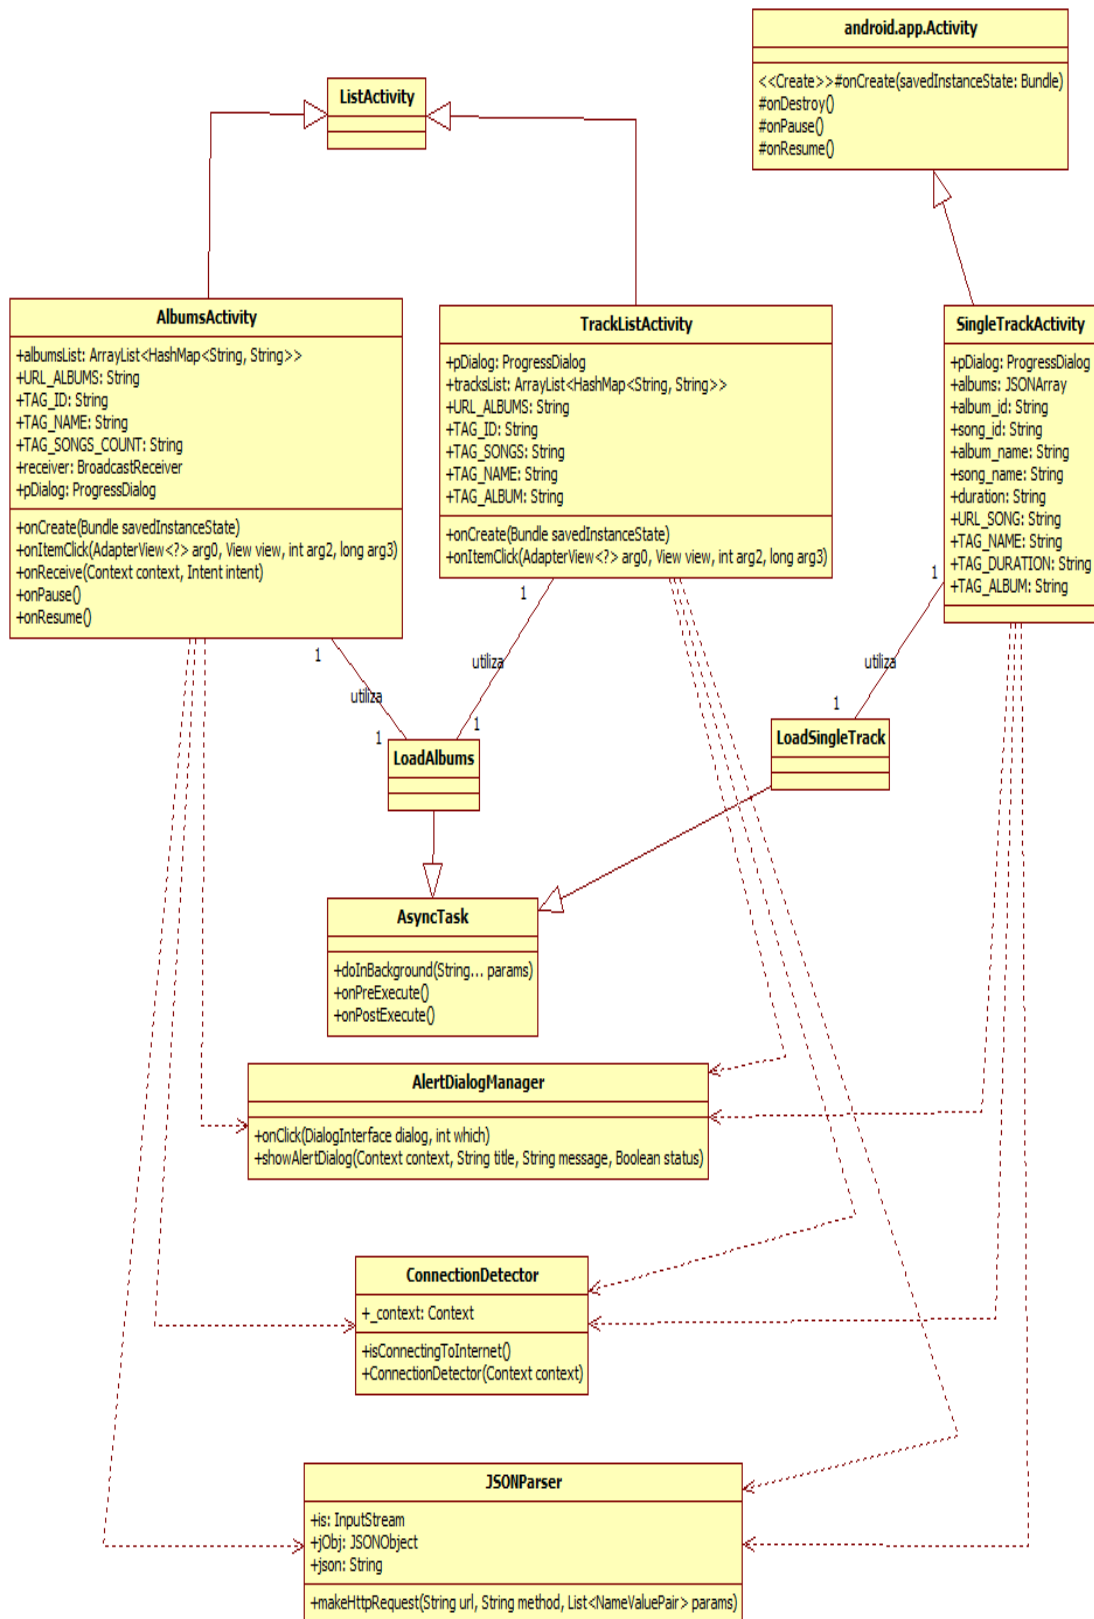 android.app.Activity
<<Create>>#onCreate(savedInstanceState: Bundle)
#onDestroy()
#onPause()
#onResume()
ListActivity
AlbumsActivity
+albumsList: ArrayList<HashMap<String, String>>
+URL_ALBUMS: String
+TAG_ID: String
+TAG_NAME: String
+TAG_SONGS_COUNT: String
+receiver: BroadcastReceiver
+pDialog: ProgressDialog
+onCreate(Bundle savedInstanceState)
+onItemClick(AdapterView<?> arg0, View view, int arg2, long arg3)
+onReceive(Context context, Intent intent)
+onPause()
+onResume()
TrackListActivity
+pDialog: ProgressDialog
+tracksList: ArrayList<HashMap<String, String>>
+URL_ALBUMS: String
+TAG_ID: String
+TAG_SONGS: String
+TAG_NAME: String
+TAG_ALBUM: String
+onCreate(Bundle savedInstanceState)
+onItemClick(AdapterView<?> arg0, View view, int arg2, long arg3)
SingleTrackActivity
+pDialog: ProgressDialog
+albums: JSONArray
+album_id: String
+song_id: String
+album_name: String
+song_name: String
+duration: String
+URL_SONG: String
+TAG_NAME: String
+TAG_DURATION: String
+TAG_ALBUM: String
1
utiliza
1
1
utiliza
1
1
utiliza
1
LoadAlbums
LoadSingleTrack
AsyncTask
+doInBackground(String... params)
+onPreExecute()
+onPostExecute()
AlertDialogManager
+onClick(DialogInterface dialog, int which)
+showAlertDialog(Context context, String title, String message, Boolean status)
ConnectionDetector
+_context: Context
+isConnectingToInternet()
+ConnectionDetector(Context context)
JSONParser
+is: InputStream
+jObj: JSONObject
+json: String
+makeHttpRequest(String url, String method, List<NameValuePair> params)